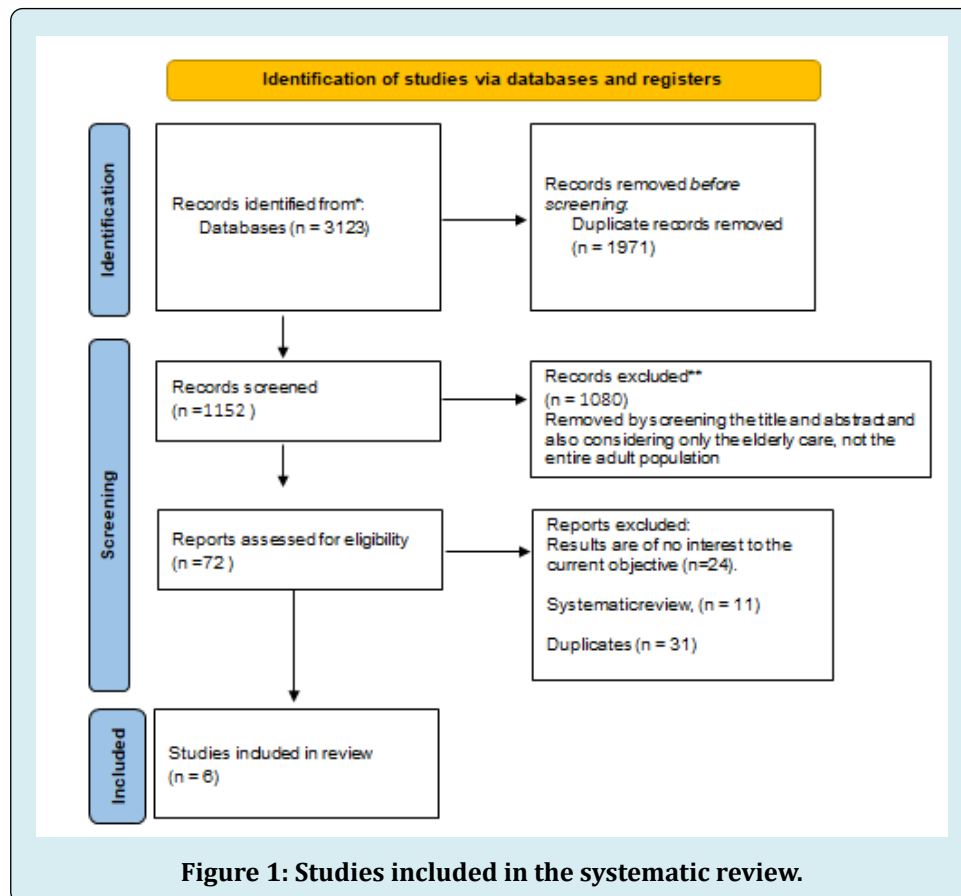 Identification of studies via databases and registers
Identification
Records identified from*:
Databases (n = 3123)
Records removed before
screening:
Duplicate records removed
(n = 1971)
Screening
Records screened
(n =1152 )
Records excluded**
(n = 1080)
Removed by screening the title and abstract and
also considering only the elderly care, not the
entire adult population
Reports assessed for eligibility
(n =72 )
Reports excluded:
Results are of no interest to the
current objective (n=24).
Systematicreview, (n = 11)
Duplicates (n = 31)
Included
Studies included in review
(n = 6)
Figure 1: Studies included in the systematic review.